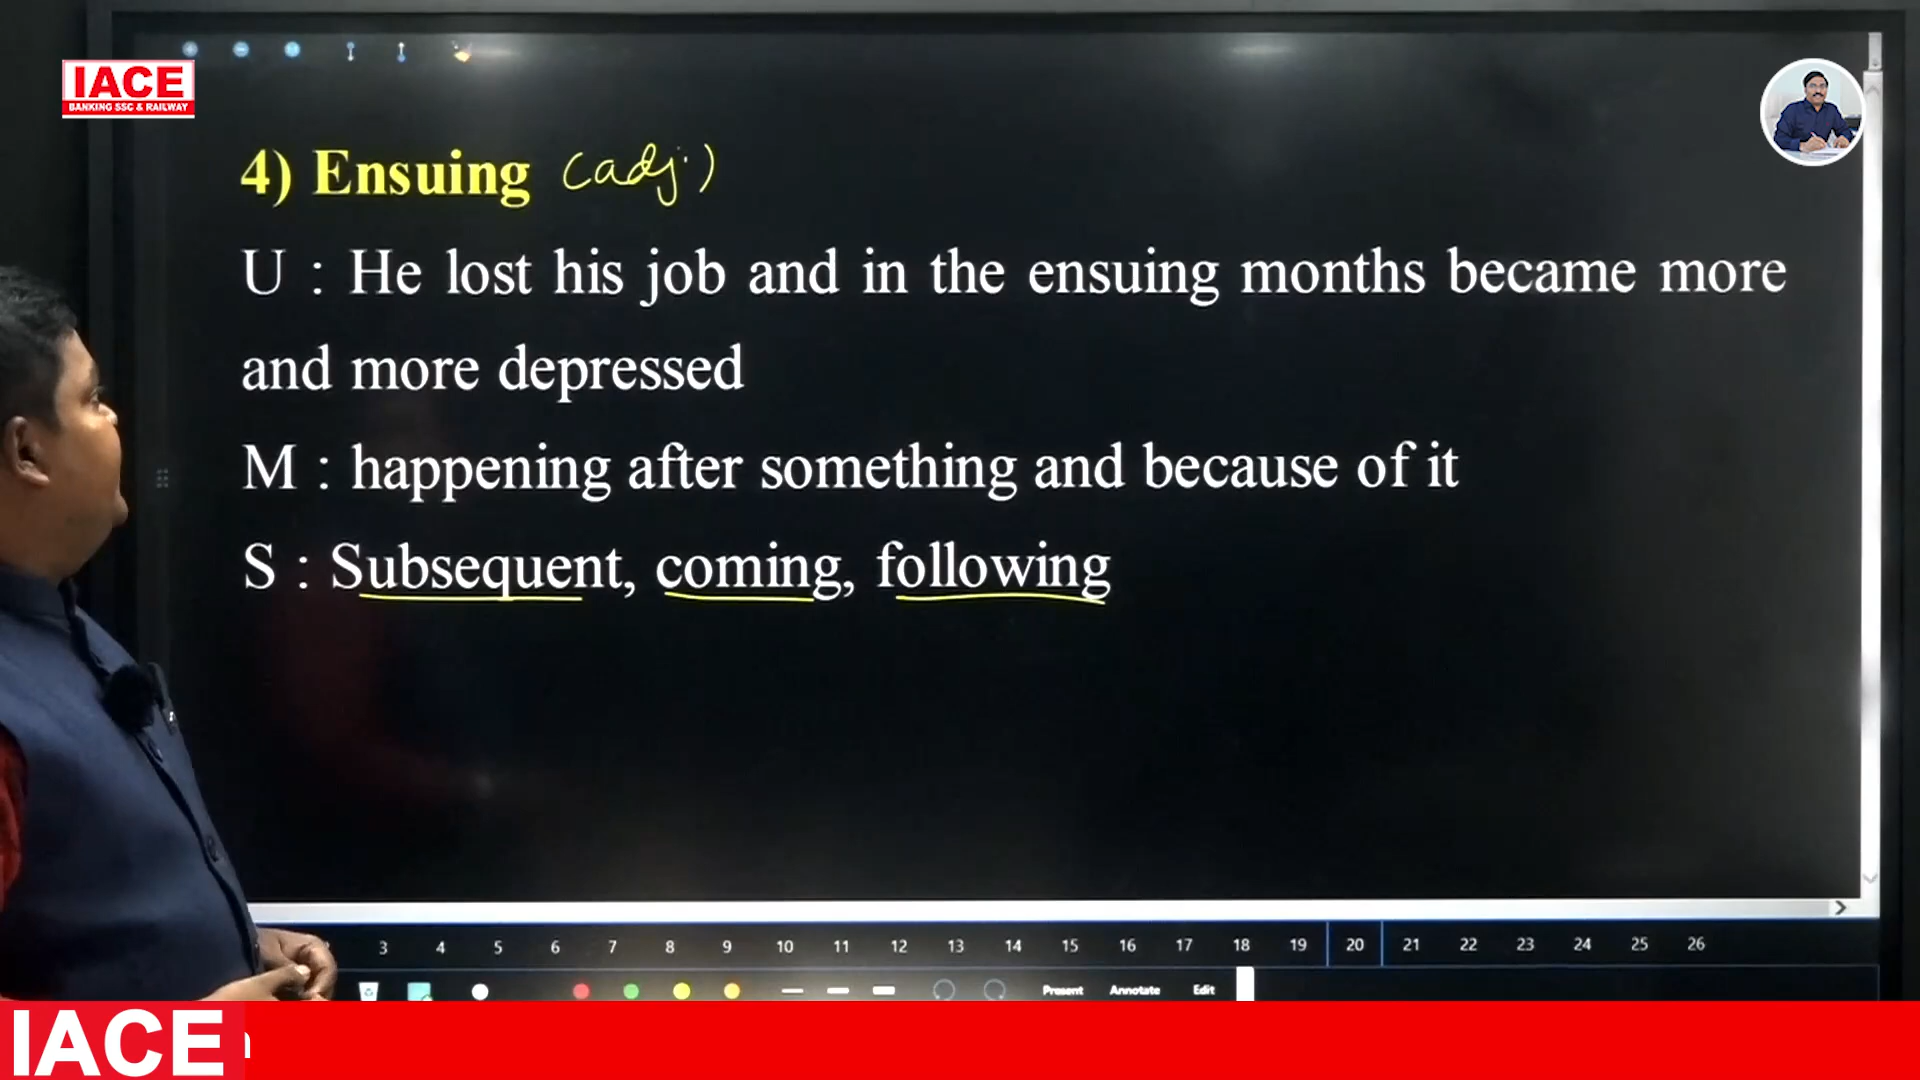 IACE
BANKING SSC & RAILWAY
4) Ensuing (adj.)
U : He lost his job and in the ensuing months became more
and more depressed
M : happening after something and because of it
S : Subsequent, coming, following
3 4 5 6 7 8 9 10 11 12 13 14 15 16 17 18 19 20 21 22 23 24 25 26
Present Annotate Edit
IACE